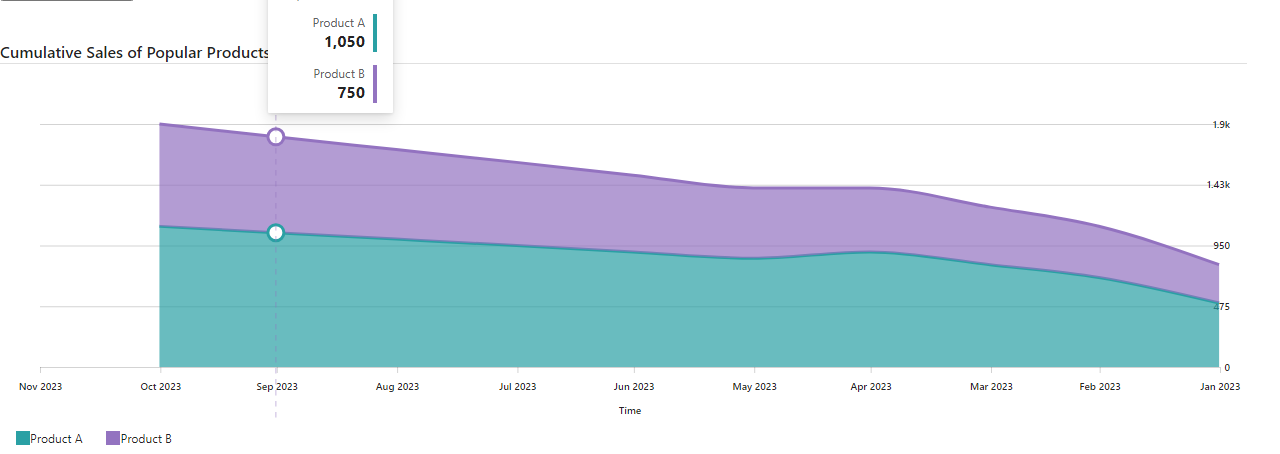 Product A
1,050
Cumulative Sales of Popular Products
Product B
750
1.9k
1.43k
950
475
0
Nov 2023 Oct 2023 Sep 2023 Aug 2023 Jul 2023 Jun 2023 May 2023 Apr 2023 Mar 2023 Feb 2023 Jan 2023
Time
Product A Product B